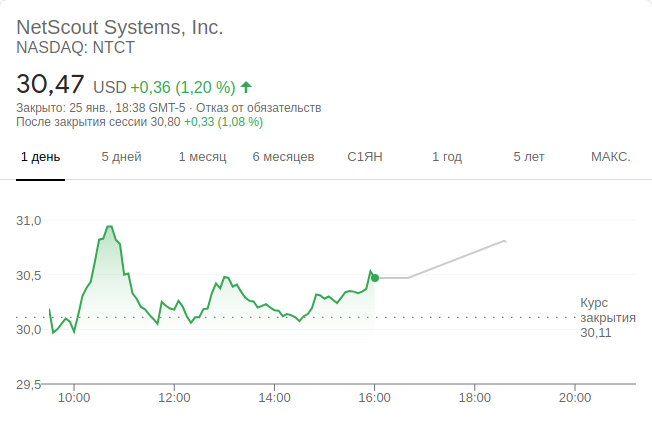 NetScout Systems, Inc.
NASDAQ: NTCT
30,47 USD +0,36 (1,20 %)
Закрыто: 25 янв., 18:38 GMT-5 · Отказ от обязательств
После закрытия сессии 30,80 +0,33 (1,08 %)
1 день 5 дней 1 месяц 6 месяцев С1ЯН 1 год 5 лет МАКС.
31,0
30,5
Курс
закрытия
30,11
30,0
29,5
10:00 12:00 14:00 16:00 18:00 20:00